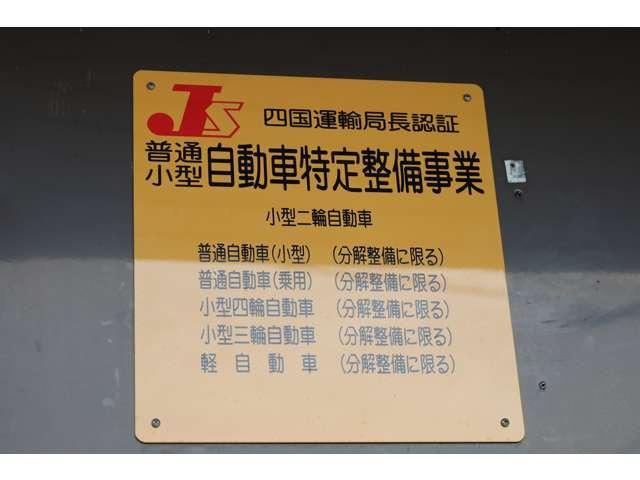 JS 四国運輸局長認証
普通小型 自動車特定整備事業
小型二輪自動車
普通自動車(小型) (分解整備に限る)
普通自動車(乗用) (分解整備に限る)
小型四輪自動車 (分解整備に限る)
小型三輪自動車 (分解整備に限る)
軽自動車 (分解整備に限る)